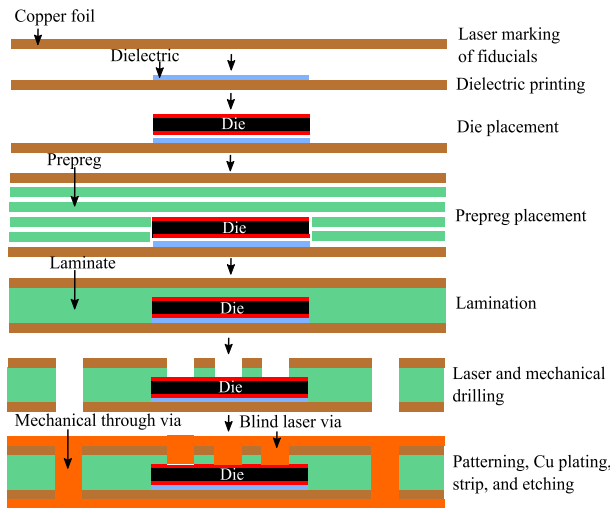 Copper foil
Laser marking
of fiducials
Dielectric
Dielectric printing
Die
Die placement
Prepreg
Die
Prepreg placement
Laminate
Die
Lamination
Die
Laser and mechanical
drilling
Mechanical through via
Blind laser via
Die
Patterning, Cu plating,
strip, and etching